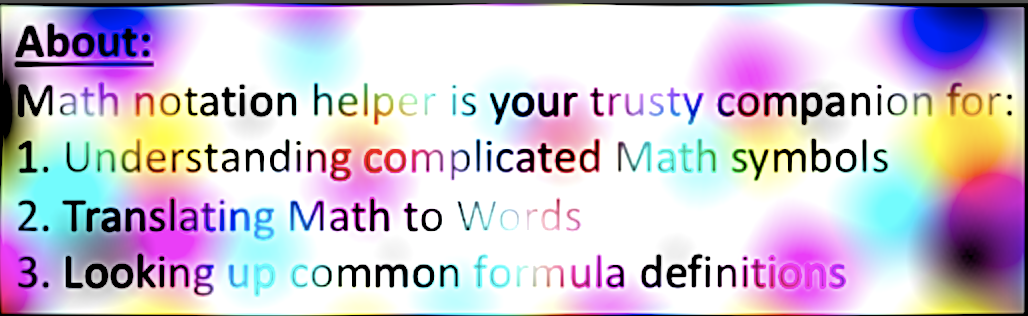 About:
Math notation helper is your trusty companion for:
1. Understanding complicated Math symbols
2. Translating Math to Words
3. Looking up common formula definitions